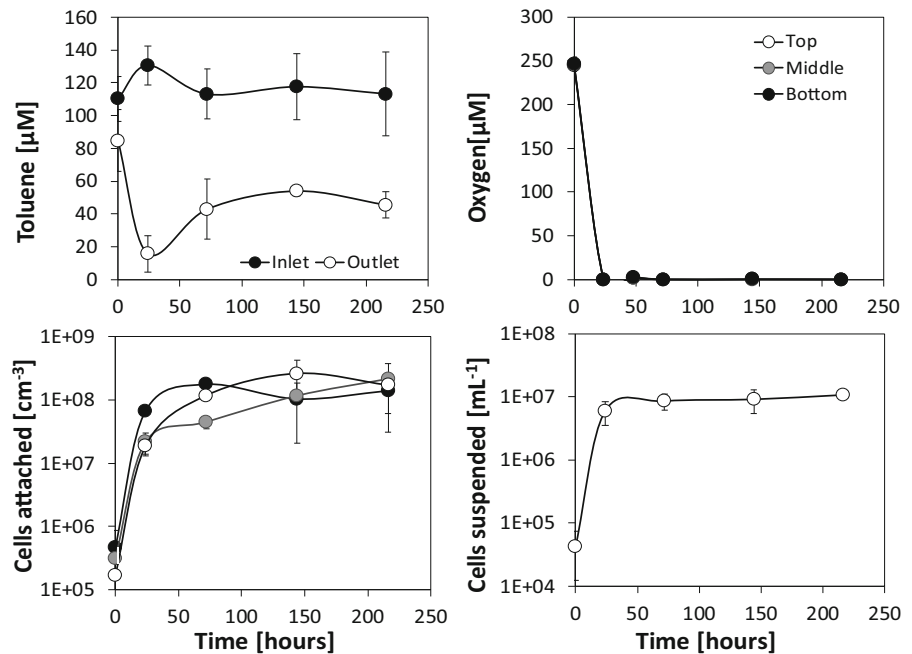 160
140
120
100
80
60
40
20
0
Toluene [µM]
Inlet Outlet
0 50 100 150 200 250
300
250
200
150
100
50
0
Oxygen[µM]
Top
Middle
Bottom
0 50 100 150 200 250
1E+09
1E+08
1E+07
1E+06
1E+05
Cells attached [cm⁻³]
0 50 100 150 200 250
Time [hours]
1E+08
1E+07
1E+06
1E+05
1E+04
Cells suspended [mL⁻¹]
0 50 100 150 200 250
Time [hours]